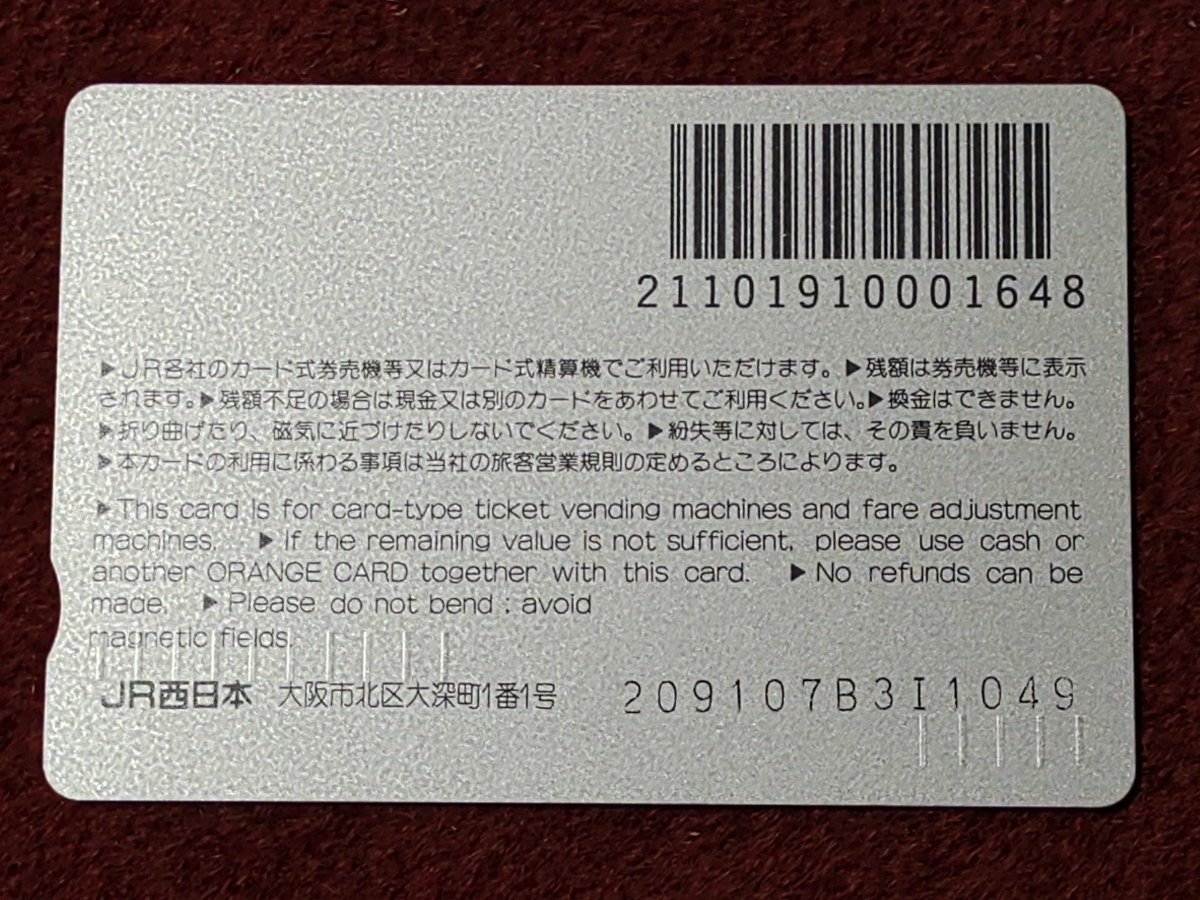 21101910001648
▶JR各社のカード式券売機等又はカード式精算機でご利用いただけます。▶残額は券売機等に表示
されます。▶残額不足の場合は現金又は別のカードをあわせてご利用ください。▶換金はできません。
▶折り曲げたり、磁気に近づけたりしないでください。▶紛失等に対しては、その責を負いません。
▶本カードの利用に係わる事項は当社の旅客営業規則の定めるところによります。
▶This card is for card-type ticket vending machines and fare adjustment
machines. ▶If the remaining value is not sufficient, please use cash or
another ORANGE CARD together with this card. ▶No refunds can be
made. ▶Please do not bend : avoid
magnetic fields.
JR西日本 大阪市北区大深町1番1号 209107B3I1049